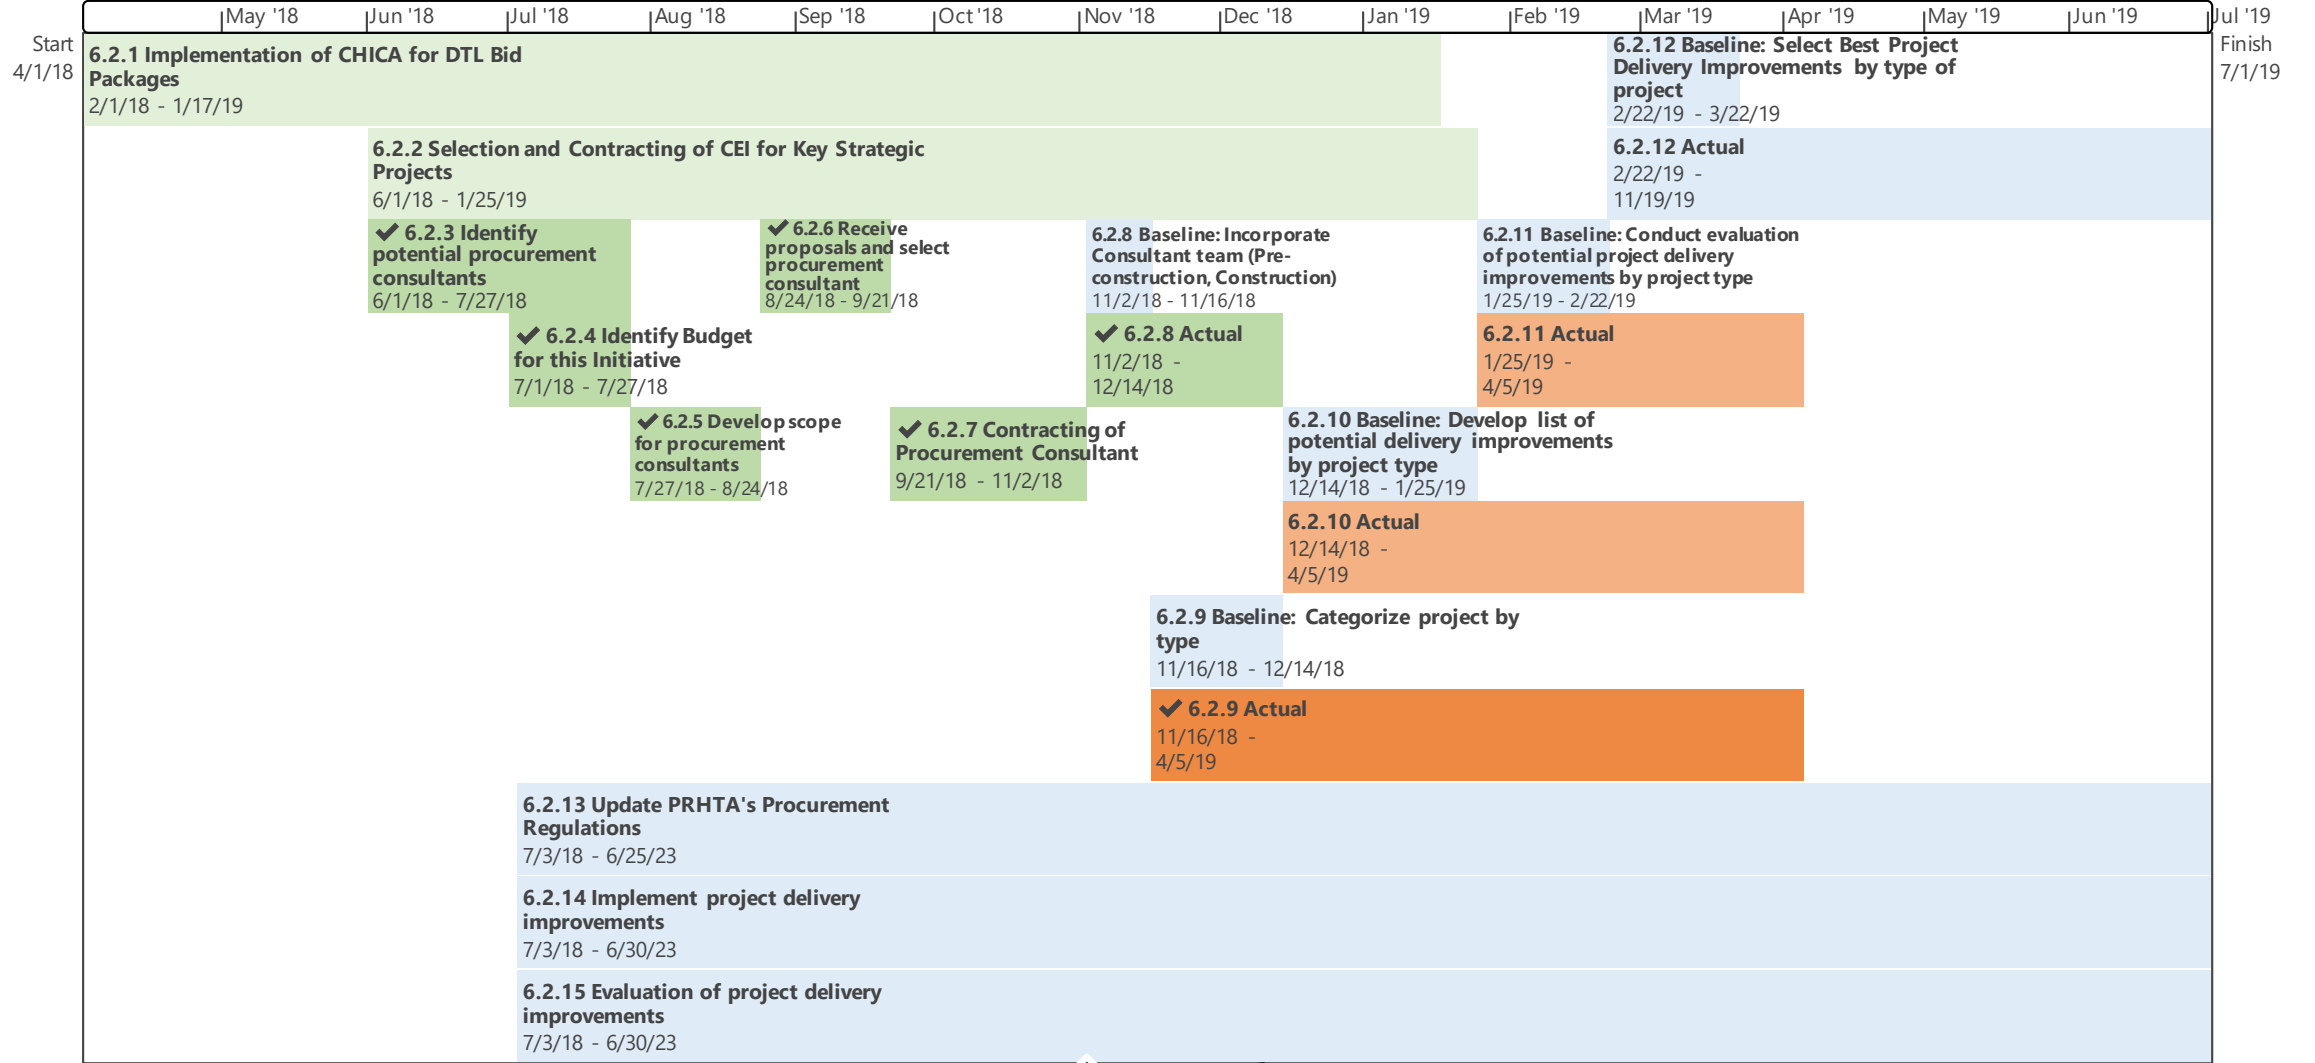 May '18
Jun '18
Jul '18
Aug '18
Sep '18
Oct '18
Nov '18
Dec '18
Jan '19
Feb '19
Mar '19
Apr '19
May '19
Jun '19
Jul '19
Start
4/1/18
Finish
7/1/19
6.2.1 Implementation of CHICA for DTL Bid
Packages
2/1/18 - 1/17/19
6.2.12 Baseline: Select Best Project
Delivery Improvements by type of
project
2/22/19 - 3/22/19
6.2.2 Selection and Contracting of CEI for Key Strategic
Projects
6/1/18 - 1/25/19
6.2.12 Actual
2/22/19 -
11/19/19
✔ 6.2.3 Identify
potential procurement
consultants
6/1/18 - 7/27/18
✔ 6.2.6 Receive
proposals and select
procurement
consultant
8/24/18 - 9/21/18
6.2.8 Baseline: Incorporate
Consultant team (Pre-
construction, Construction)
11/2/18 - 11/16/18
6.2.11 Baseline: Conduct evaluation
of potential project delivery
improvements by project type
1/25/19 - 2/22/19
✔ 6.2.4 Identify Budget
for this Initiative
7/1/18 - 7/27/18
✔ 6.2.8 Actual
11/2/18 -
12/14/18
6.2.11 Actual
1/25/19 -
4/5/19
✔ 6.2.5 Develop scope
for procurement
consultants
7/27/18 - 8/24/18
✔ 6.2.7 Contracting of
Procurement Consultant
9/21/18 - 11/2/18
6.2.10 Baseline: Develop list of
potential delivery improvements
by project type
12/14/18 - 1/25/19
6.2.10 Actual
12/14/18 -
4/5/19
6.2.9 Baseline: Categorize project by
type
11/16/18 - 12/14/18
✔ 6.2.9 Actual
11/16/18 -
4/5/19
6.2.13 Update PRHTA's Procurement
Regulations
7/3/18 - 6/25/23
6.2.14 Implement project delivery
improvements
7/3/18 - 6/30/23
6.2.15 Evaluation of project delivery
improvements
7/3/18 - 6/30/23